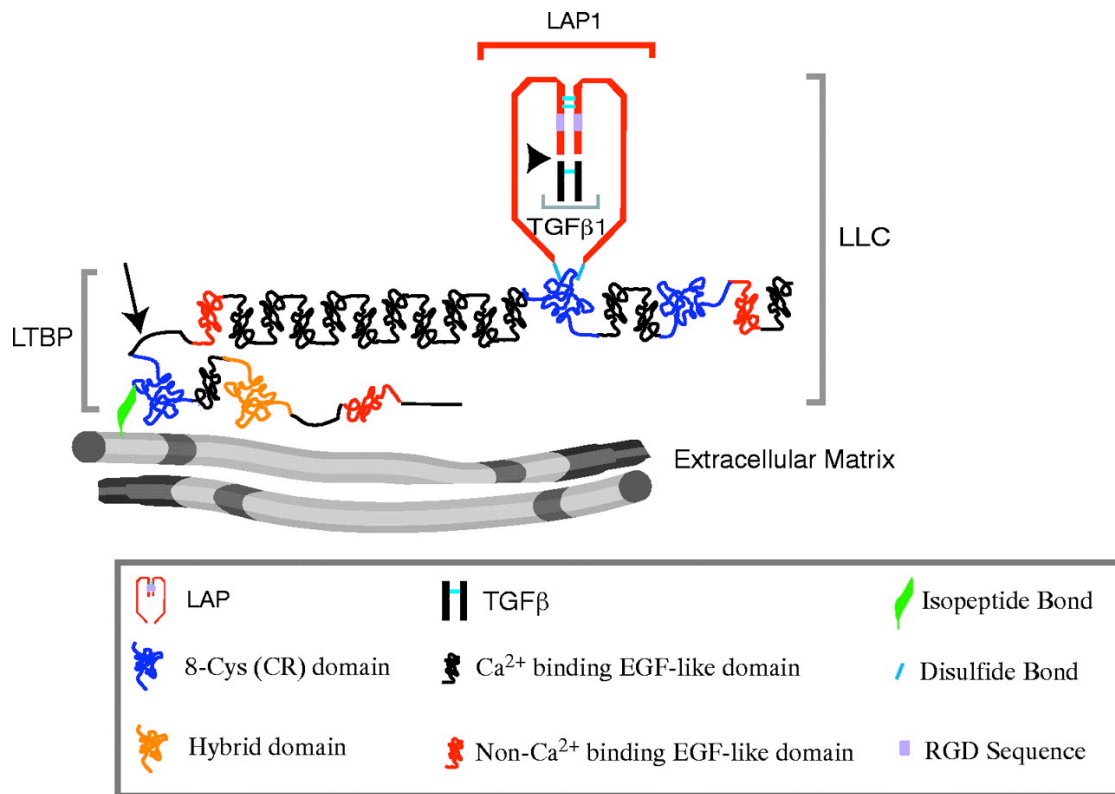 LAP1
TGFβ1
LLC
LTBP
Extracellular Matrix
LAP
TGFβ
Isopeptide Bond
8-Cys (CR) domain
Ca²⁺ binding EGF-like domain
Disulfide Bond
Hybrid domain
Non-Ca²⁺ binding EGF-like domain
RGD Sequence